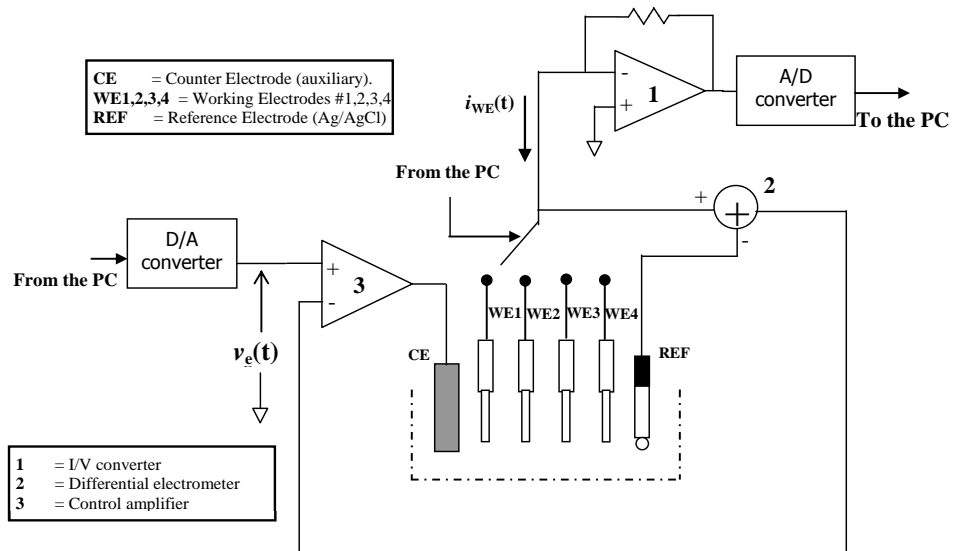 CE = Counter Electrode (auxiliary).
WE1,2,3,4 = Working Electrodes #1,2,3,4
REF = Reference Electrode (Ag/AgCl)
-
+
1
A/D
converter
To the PC
iWE(t)
From the PC
+
2
+
-
D/A
converter
From the PC
+
-
3
ve(t)
WE1
WE2
WE3
WE4
CE
REF
1 = I/V converter
2 = Differential electrometer
3 = Control amplifier